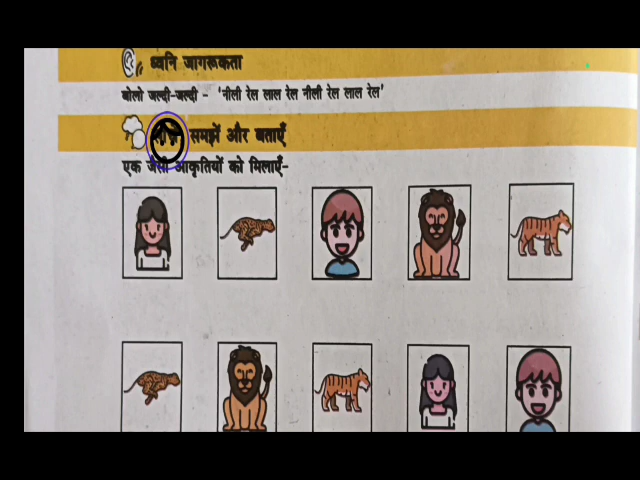 ध्वनि जागरूकता
बोलो जल्दी-जल्दी - 'नीली रेल लाल रेल नीली रेल लाल रेल'
समझें और बताएँ
एक जैसी आकृतियों को मिलाएँ-